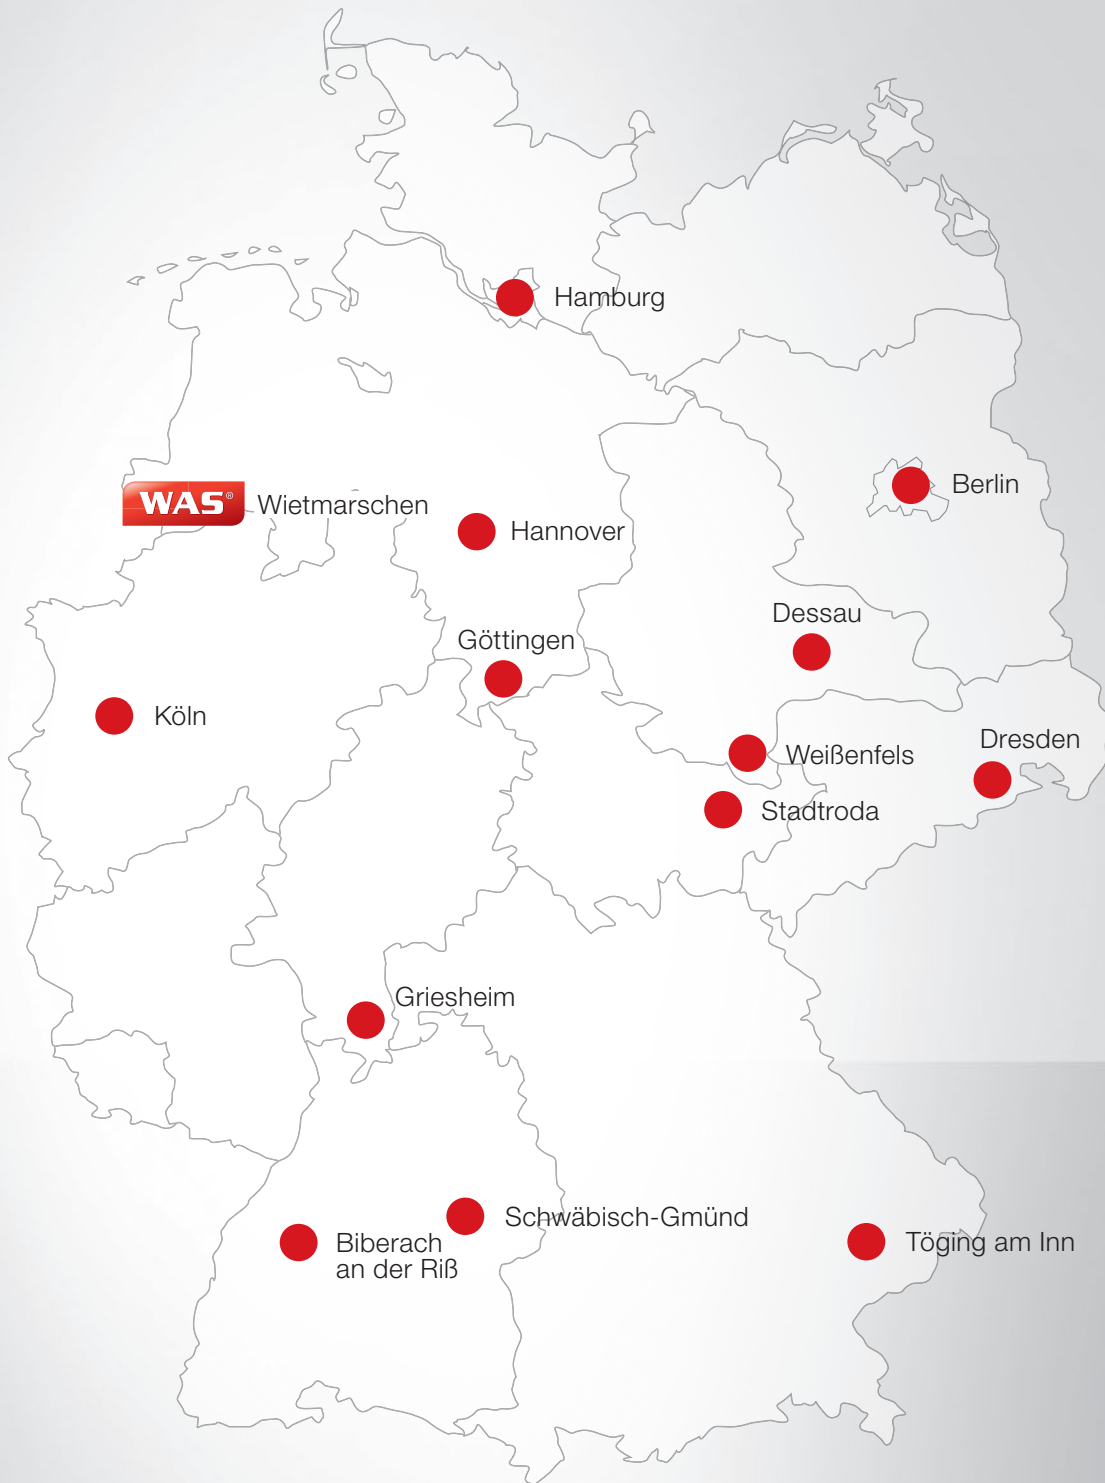 Hamburg
Berlin
WAS®
Wietmarschen
Hannover
Dessau
Göttingen
Köln
Dresden
Weißenfels
Stadtroda
Griesheim
Schwäbisch-Gmünd
Biberach
an der Riß
Töging am Inn